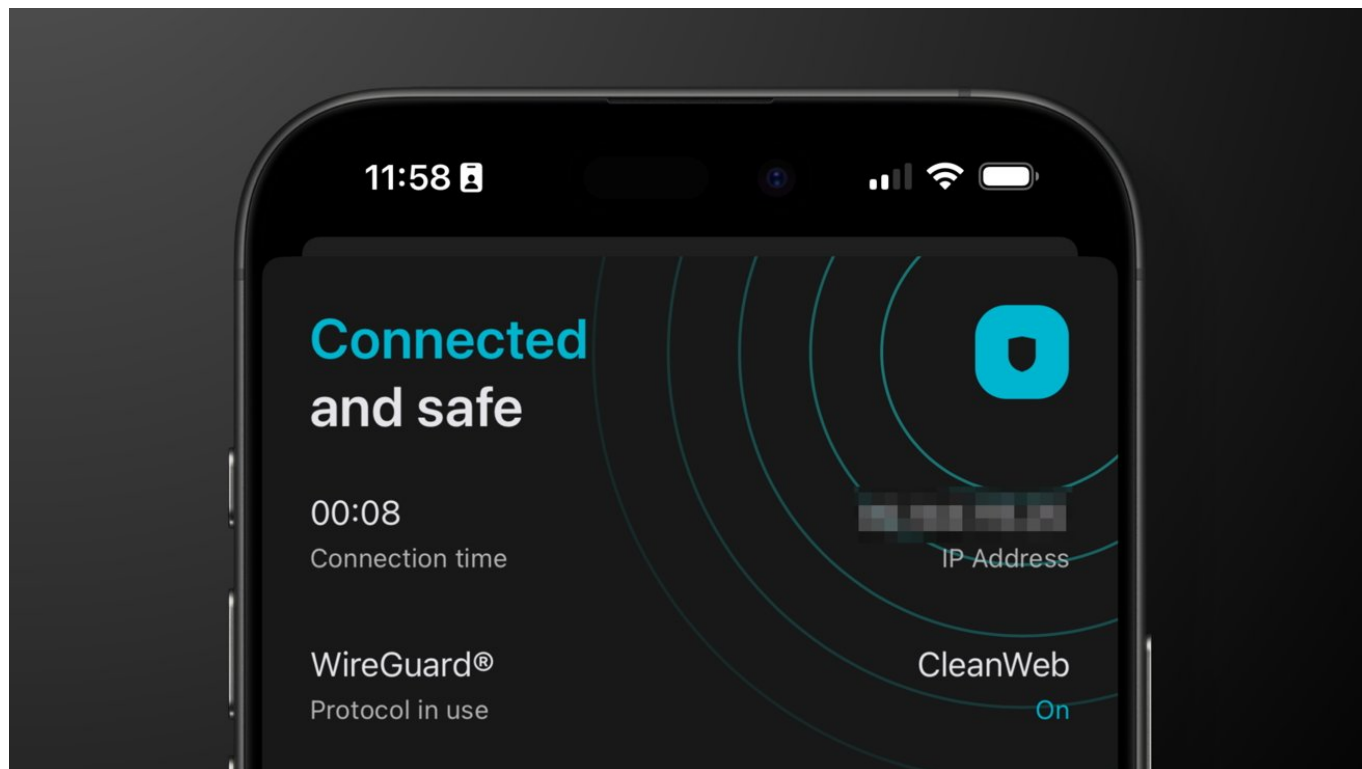 11:58
Connected
and safe
00:08
Connection time
IP Address
WireGuard®
Protocol in use
CleanWeb
On